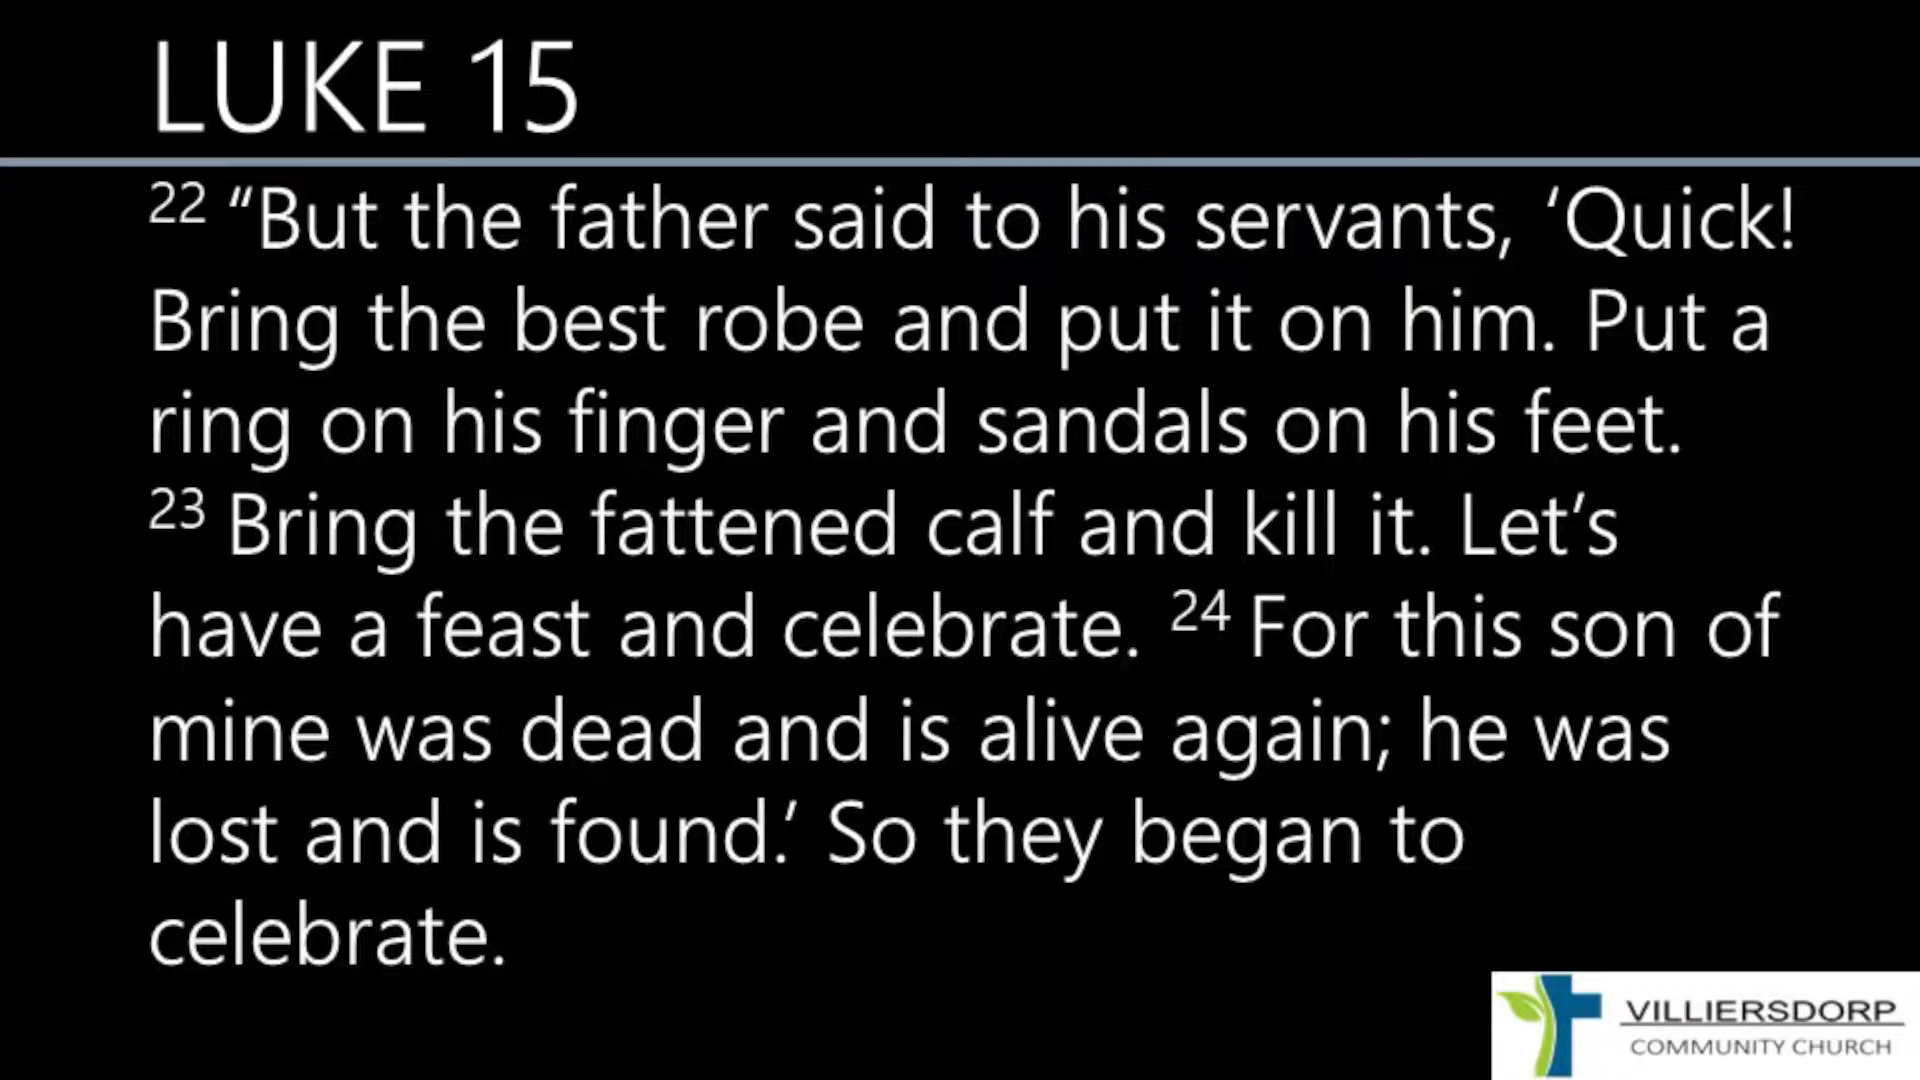 LUKE 15
22 “But the father said to his servants, ‘Quick!
Bring the best robe and put it on him. Put a
ring on his finger and sandals on his feet.
23 Bring the fattened calf and kill it. Let’s
have a feast and celebrate. 24 For this son of
mine was dead and is alive again; he was
lost and is found.’ So they began to
celebrate.
VILLIERSDORP
COMMUNITY CHURCH